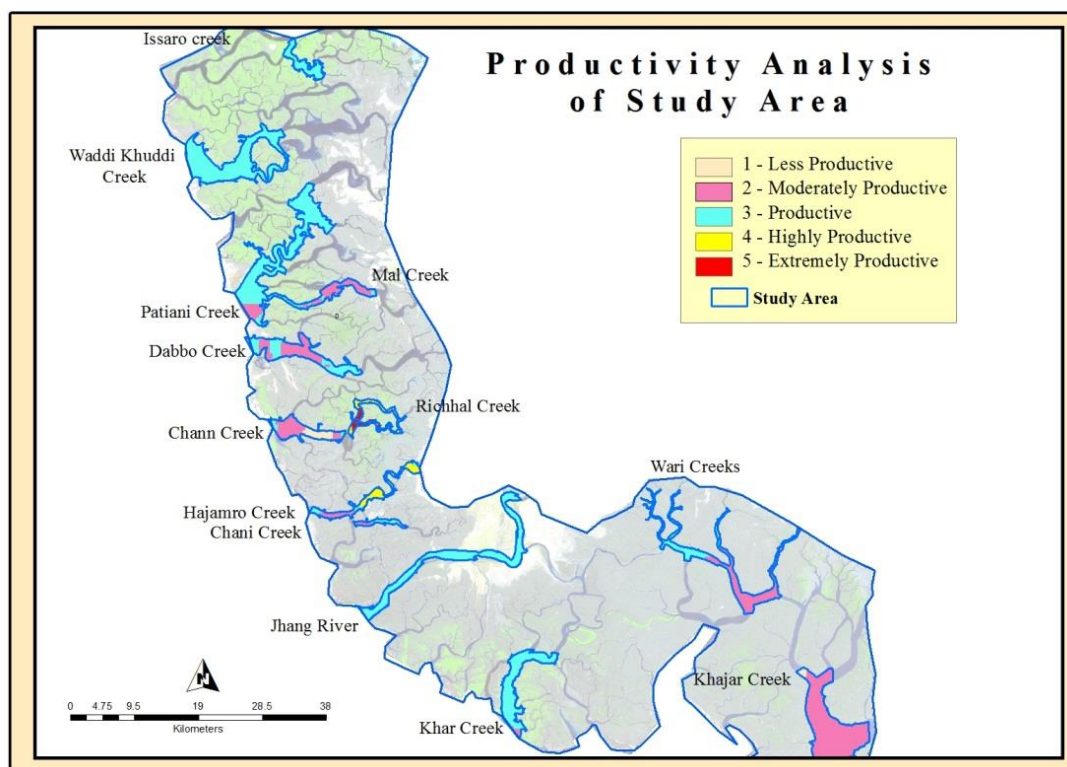 Productivity Analysis
of Study Area
1 - Less Productive
2 - Moderately Productive
3 - Productive
4 - Highly Productive
5 - Extremely Productive
Study Area
Issaro creek
Waddi Khuddi
Creek
Mal Creek
Patiani Creek
Dabbo Creek
Richhal Creek
Chann Creek
Wari Creeks
Hajamro Creek
Chani Creek
Jhang River
Khajar Creek
Khar Creek
N
0 4.75 9.5 19 28.5 38
Kilometers